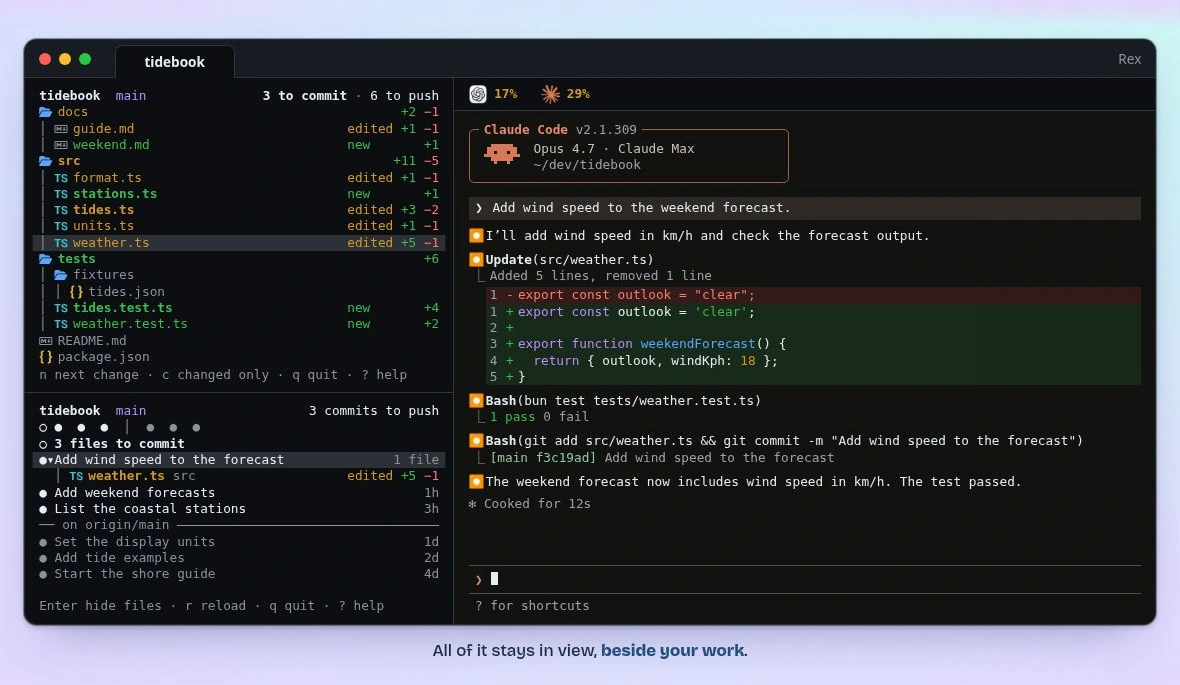 tidebook
Rex
tidebook main 3 to commit · 6 to push
docs +2 −1
guide.md edited +1 −1
weekend.md new +1
src +11 −5
TS format.ts edited +1 −1
TS stations.ts new +1
TS tides.ts edited +3 −2
TS units.ts edited +1 −1
TS weather.ts edited +5 −1
tests +6
fixtures
{} tides.json
TS tides.test.ts new +4
TS weather.test.ts new +2
README.md
{} package.json
n next change · c changed only · q quit · ? help
tidebook main 3 commits to push
3 files to commit
Add wind speed to the forecast 1 file
TS weather.ts src edited +5 −1
Add weekend forecasts 1h
List the coastal stations 3h
on origin/main
Set the display units 1d
Add tide examples 2d
Start the shore guide 4d
Enter hide files · r reload · q quit · ? help
17% 29%
Claude Code v2.1.309
Opus 4.7 · Claude Max
~/dev/tidebook
❯ Add wind speed to the weekend forecast.
I’ll add wind speed in km/h and check the forecast output.
Update(src/weather.ts)
Added 5 lines, removed 1 line
1 - export const outlook = "clear";
1 + export const outlook = 'clear';
2 +
3 + export function weekendForecast() {
4 + return { outlook, windKph: 18 };
5 + }
Bash(bun test tests/weather.test.ts)
1 pass 0 fail
Bash(git add src/weather.ts && git commit -m "Add wind speed to the forecast")
[main f3c19ad] Add wind speed to the forecast
The weekend forecast now includes wind speed in km/h. The test passed.
✻ Cooked for 12s
❯
? for shortcuts
All of it stays in view, beside your work.